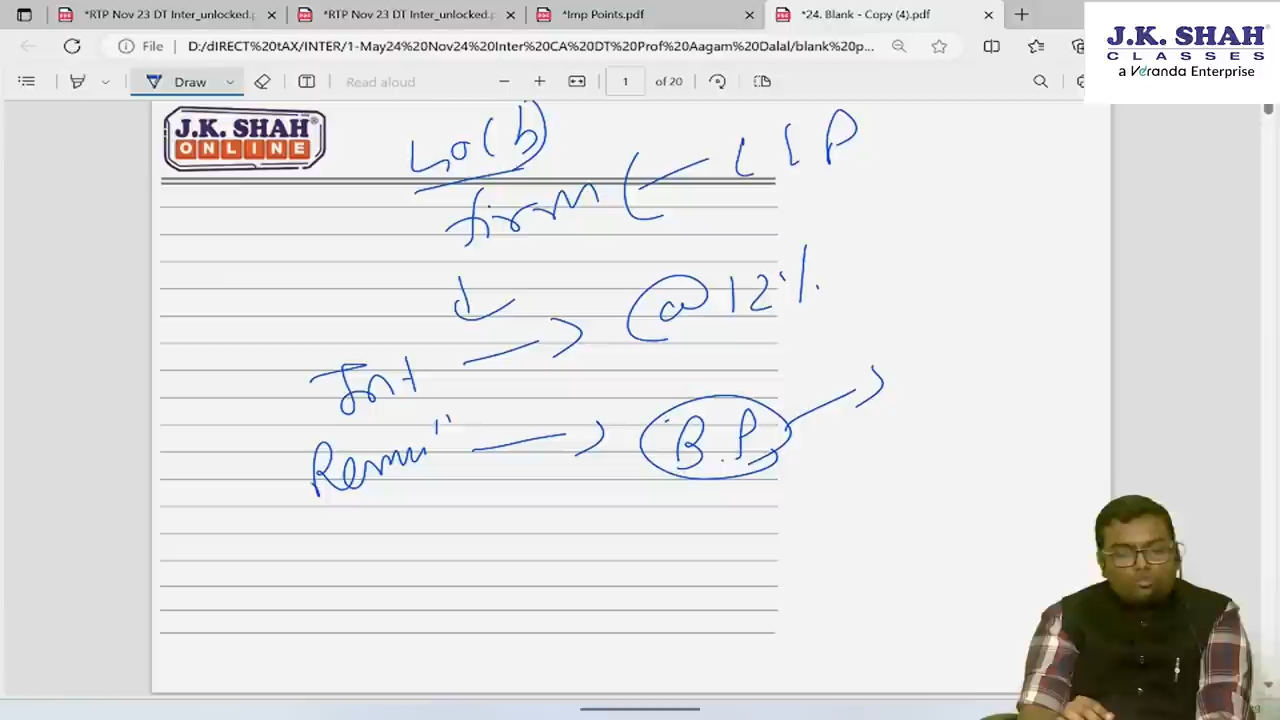 *RTP Nov 23 DT Inter_unlocked.p
*RTP Nov 23 DT Inter_unlocked.p
*Imp Points.pdf
*24. Blank - Copy (4).pdf
File
D:/dIRECT%20tAX/INTER/1-May24%20Nov24%20Inter%20CA%20DT%20Prof%20Aagam%20Dalal/blank%20p...
Draw
Read aloud
1 of 20
J.K. SHAH
CLASSES
a Veranda Enterprise
J.K. SHAH
ONLINE
40(b)
firm LLP
@ 12%
Int
Remu" B.P